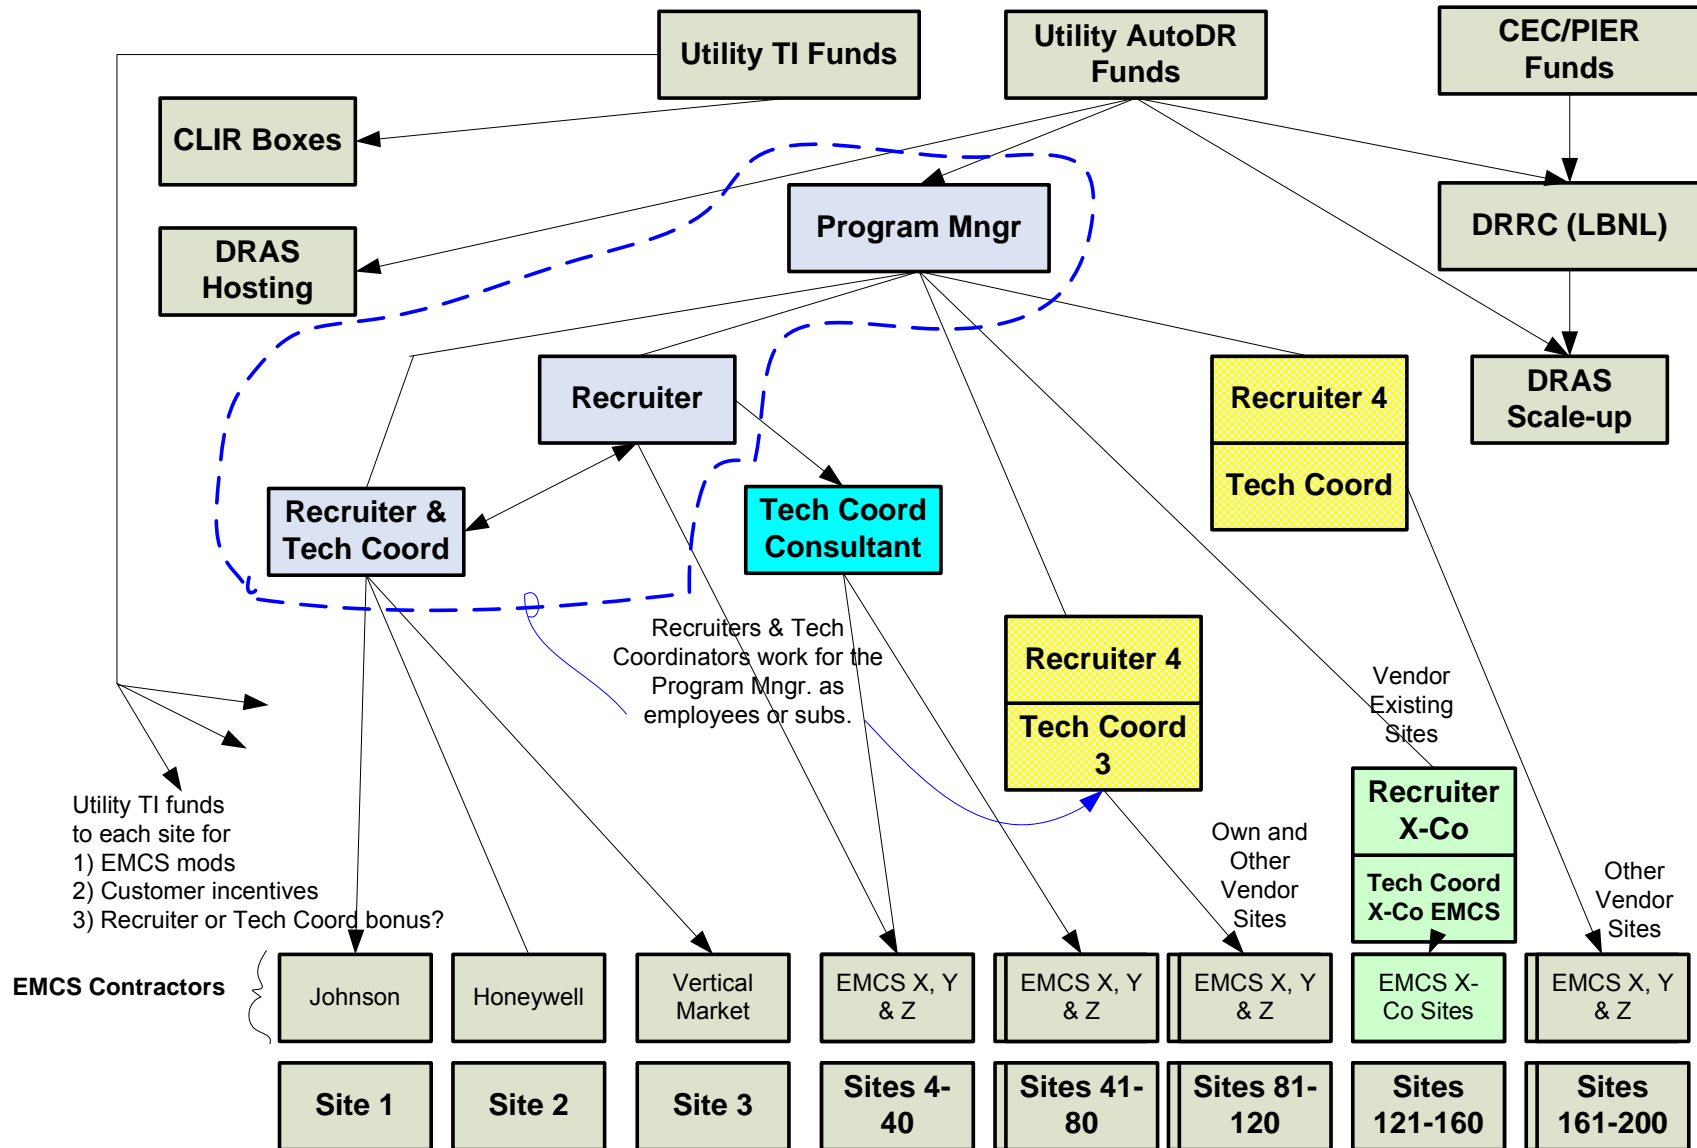 Utility TI Funds
Utility AutoDR
Funds
CEC/PIER
Funds
CLIR Boxes
Program Mngr
DRRC (LBNL)
DRAS
Hosting
Recruiter
Recruiter 4
Tech Coord
DRAS
Scale-up
Recruiter &
Tech Coord
Tech Coord
Consultant
Recruiters & Tech
Coordinators work for the
Program Mngr. as
employees or subs.
Recruiter 4
Tech Coord
3
Vendor
Existing
Sites
Utility TI funds
to each site for
1) EMCS mods
2) Customer incentives
3) Recruiter or Tech Coord bonus?
Own and
Other
Vendor
Sites
Recruiter
X-Co
Tech Coord
X-Co EMCS
Other
Vendor
Sites
EMCS Contractors
Johnson
Honeywell
Vertical
Market
EMCS X, Y
& Z
EMCS X, Y
& Z
EMCS X, Y
& Z
EMCS X-
Co Sites
EMCS X, Y
& Z
Site 1
Site 2
Site 3
Sites 4-
40
Sites 41-
80
Sites 81-
120
Sites
121-160
Sites
161-200